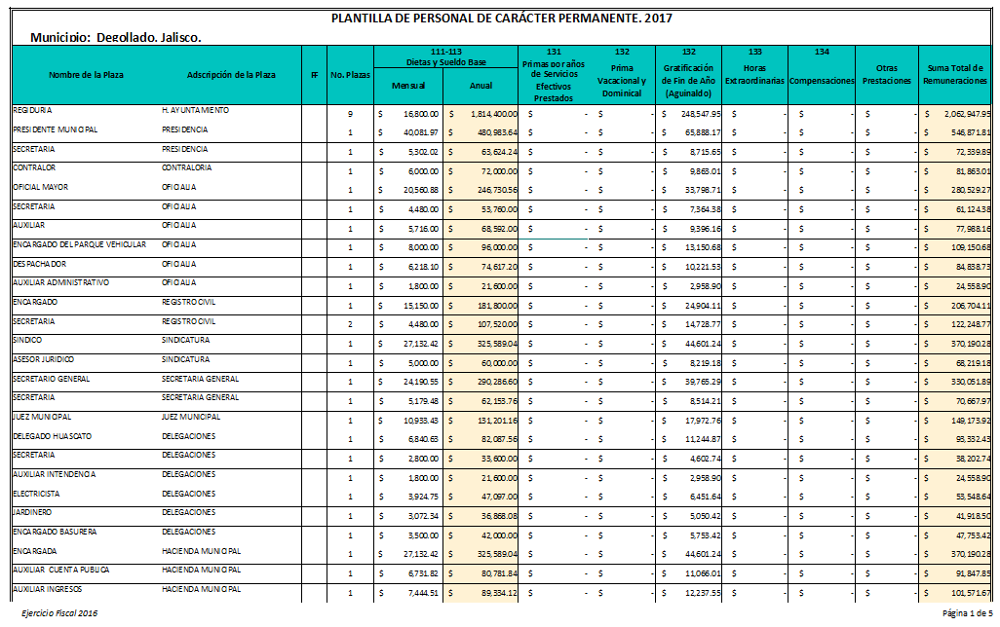 PLANTILLA DE PERSONAL DE CARÁCTER PERMANENTE. 2017
Municipio: Degollado, Jalisco.
Nombre de la Plaza Adscripción de la Plaza FF No. Plazas 111-113 Dietas y Sueldo Base Mensual Anual 131 Primas por años de Servicios Efectivos Prestados 132 Prima Vacacional y Dominical 132 Gratificación de Fin de Año (Aguinaldo) 133 Horas Extraordinarias 134 Compensaciones Otras Prestaciones Suma Total de Remuneraciones
REGIDURIA H. AYUNTAMIENTO 9 $ 16,800.00 $ 1,814,400.00 $ - $ - $ 248,547.95 $ - $ - $ - $ 2,062,947.95
PRESIDENTE MUNICIPAL PRESIDENCIA 1 $ 40,081.97 $ 480,983.64 $ - $ - $ 65,888.17 $ - $ - $ - $ 546,871.81
SECRETARIA PRESIDENCIA 1 $ 5,302.02 $ 63,624.24 $ - $ - $ 8,715.65 $ - $ - $ - $ 72,339.89
CONTRALOR CONTRALORIA 1 $ 6,000.00 $ 72,000.00 $ - $ - $ 9,863.01 $ - $ - $ - $ 81,863.01
OFICIAL MAYOR OFICIALIA 1 $ 20,560.88 $ 246,730.56 $ - $ - $ 33,798.71 $ - $ - $ - $ 280,529.27
SECRETARIA OFICIALIA 1 $ 4,480.00 $ 53,760.00 $ - $ - $ 7,364.38 $ - $ - $ - $ 61,124.38
AUXILIAR OFICIALIA 1 $ 5,716.00 $ 68,592.00 $ - $ - $ 9,396.16 $ - $ - $ - $ 77,988.16
ENCARGADO DEL PARQUE VEHICULAR OFICIALIA 1 $ 8,000.00 $ 96,000.00 $ - $ - $ 13,150.68 $ - $ - $ - $ 109,150.68
DESPACHADOR OFICIALIA 1 $ 6,218.10 $ 74,617.20 $ - $ - $ 10,221.53 $ - $ - $ - $ 84,838.73
AUXILIAR ADMINISTRATIVO OFICIALIA 1 $ 1,800.00 $ 21,600.00 $ - $ - $ 2,958.90 $ - $ - $ - $ 24,558.90
ENCARGADO REGISTRO CIVIL 1 $ 15,150.00 $ 181,800.00 $ - $ - $ 24,904.11 $ - $ - $ - $ 206,704.11
SECRETARIA REGISTRO CIVIL 2 $ 4,480.00 $ 107,520.00 $ - $ - $ 14,728.77 $ - $ - $ - $ 122,248.77
SINDICO SINDICATURA 1 $ 27,132.42 $ 325,589.04 $ - $ - $ 44,601.24 $ - $ - $ - $ 370,190.28
ASESOR JURIDICO SINDICATURA 1 $ 5,000.00 $ 60,000.00 $ - $ - $ 8,219.18 $ - $ - $ - $ 68,219.18
SECRETARIO GENERAL SECRETARIA GENERAL 1 $ 24,190.55 $ 290,286.60 $ - $ - $ 39,765.29 $ - $ - $ - $ 330,051.89
SECRETARIA SECRETARIA GENERAL 1 $ 5,179.48 $ 62,153.76 $ - $ - $ 8,514.21 $ - $ - $ - $ 70,667.97
JUEZ MUNICIPAL JUEZ MUNICIPAL 1 $ 10,933.43 $ 131,201.16 $ - $ - $ 17,972.76 $ - $ - $ - $ 149,173.92
DELEGADO HUASCATO DELEGACIONES 1 $ 6,840.63 $ 82,087.56 $ - $ - $ 11,244.87 $ - $ - $ - $ 93,332.43
SECRETARIA DELEGACIONES 1 $ 2,800.00 $ 33,600.00 $ - $ - $ 4,602.74 $ - $ - $ - $ 38,202.74
AUXILIAR INTENDENCIA DELEGACIONES 1 $ 1,800.00 $ 21,600.00 $ - $ - $ 2,958.90 $ - $ - $ - $ 24,558.90
ELECTRICISTA DELEGACIONES 1 $ 3,924.75 $ 47,097.00 $ - $ - $ 6,451.64 $ - $ - $ - $ 53,548.64
JARDINERO DELEGACIONES 1 $ 3,072.34 $ 36,868.08 $ - $ - $ 5,050.42 $ - $ - $ - $ 41,918.50
ENCARGADO BASURERA DELEGACIONES 1 $ 3,500.00 $ 42,000.00 $ - $ - $ 5,753.42 $ - $ - $ - $ 47,753.42
ENCARGADA HACIENDA MUNICIPAL 1 $ 27,132.42 $ 325,589.04 $ - $ - $ 44,601.24 $ - $ - $ - $ 370,190.28
AUXILIAR CUENTA PUBLICA HACIENDA MUNICIPAL 1 $ 6,731.82 $ 80,781.84 $ - $ - $ 11,066.01 $ - $ - $ - $ 91,847.85
AUXILIAR INGRESOS HACIENDA MUNICIPAL 1 $ 7,444.51 $ 89,334.12 $ - $ - $ 12,237.55 $ - $ - $ - $ 101,571.67
Ejercicio Fiscal 2016 Página 1 de 5